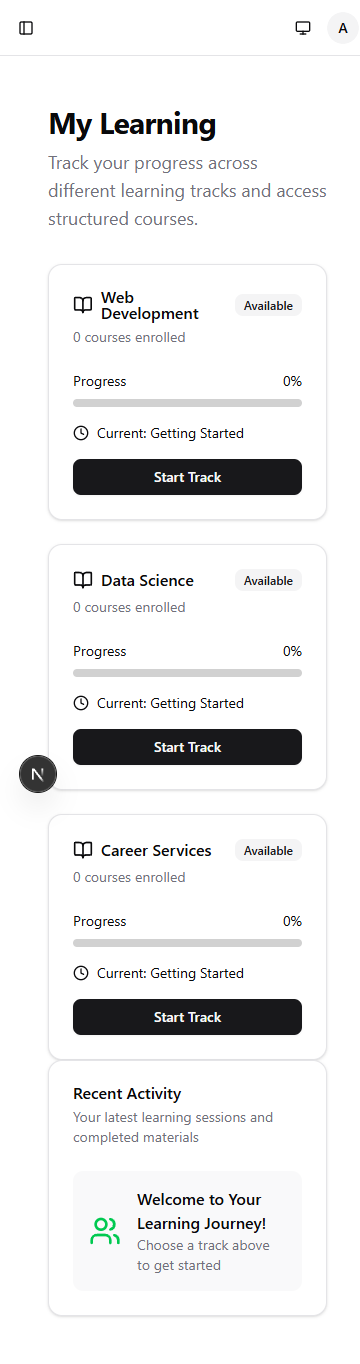 A
My Learning
Track your progress across
different learning tracks and access
structured courses.
Web
Development
Available
0 courses enrolled
Progress 0%
Current: Getting Started
Start Track
Data Science Available
0 courses enrolled
Progress 0%
Current: Getting Started
Start Track
N
Career Services Available
0 courses enrolled
Progress 0%
Current: Getting Started
Start Track
Recent Activity
Your latest learning sessions and
completed materials
Welcome to Your
Learning Journey!
Choose a track above
to get started